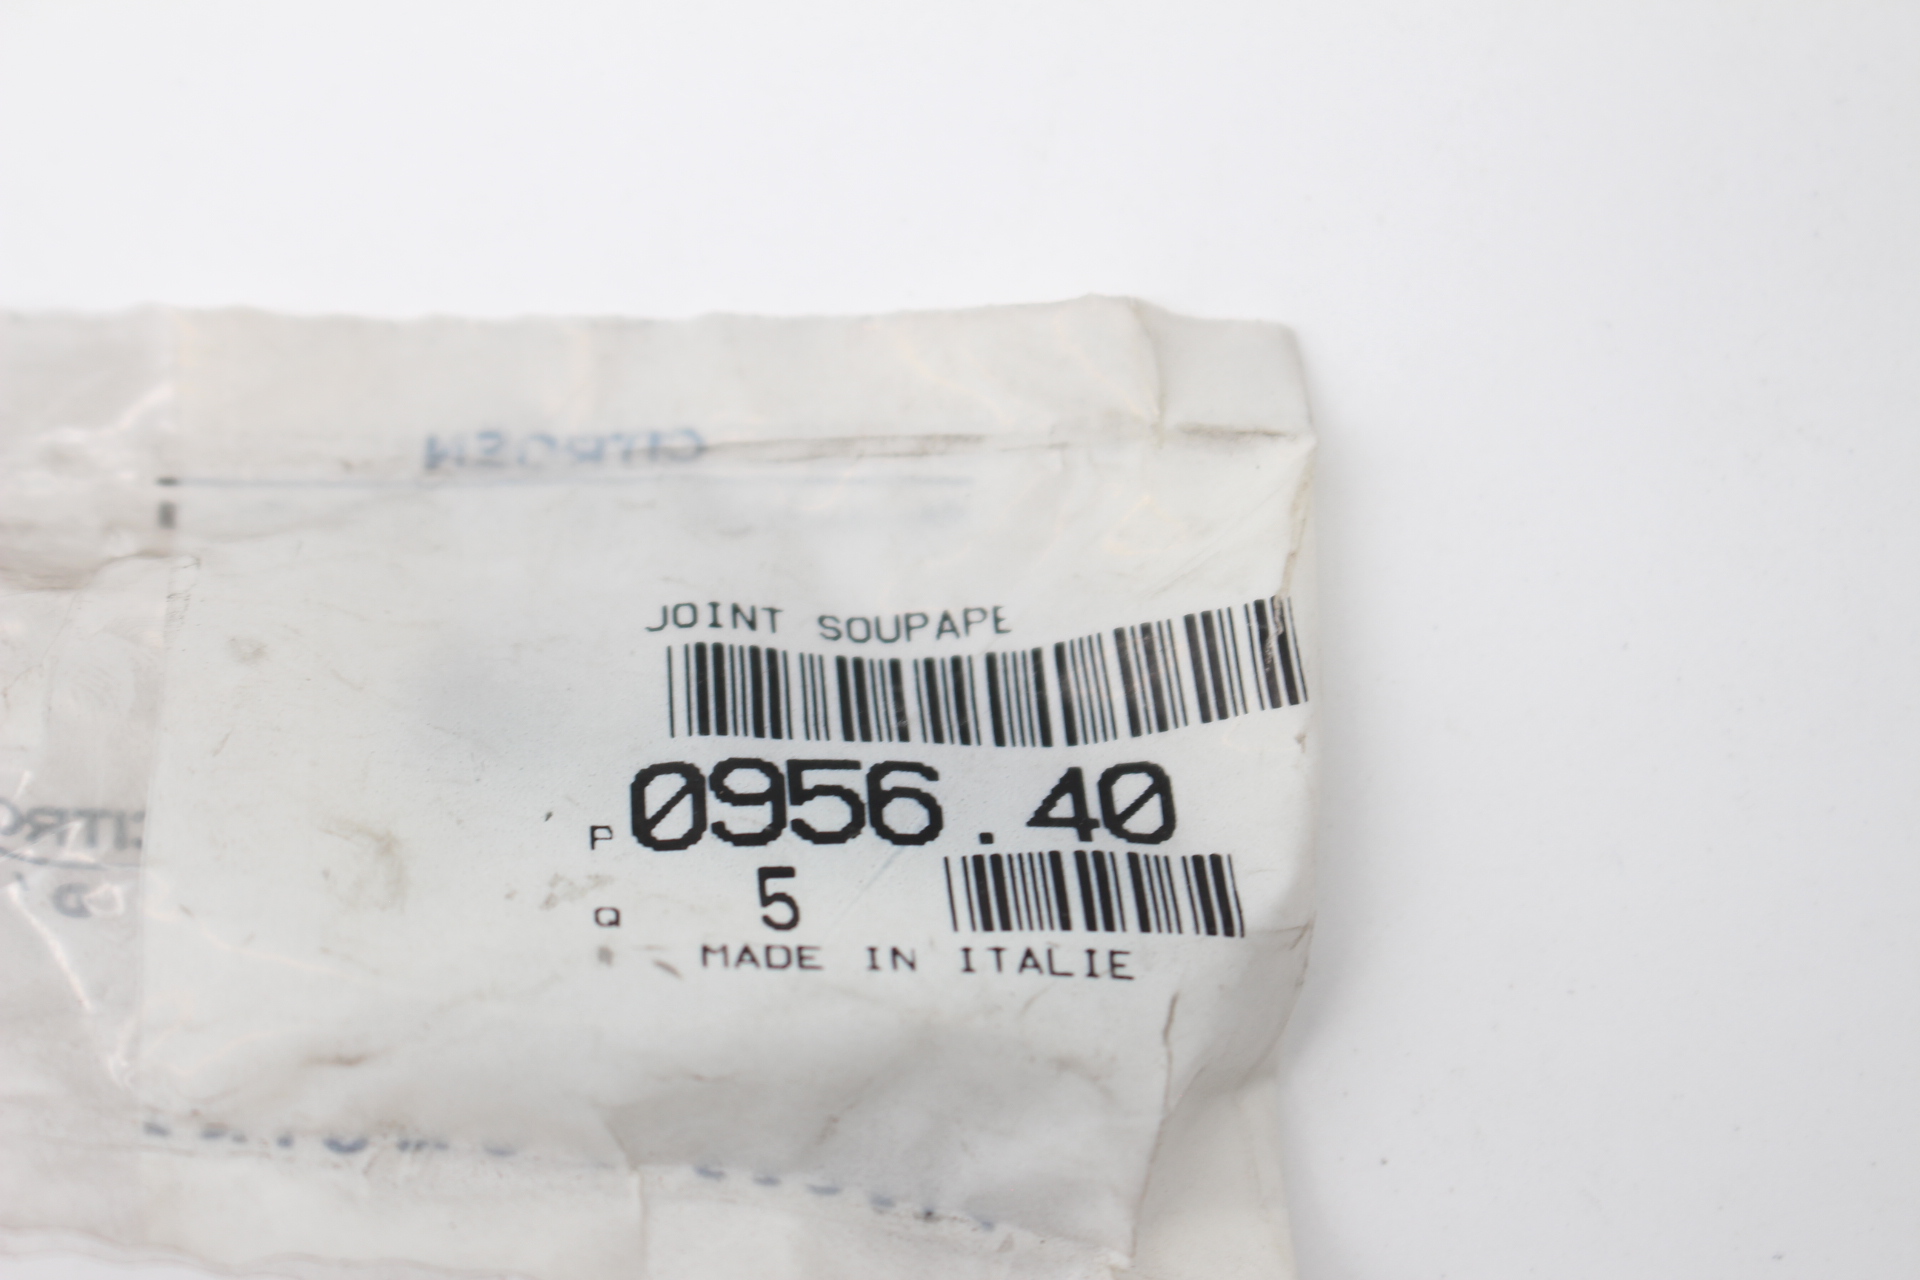 JOINT SOUPAPE
P 0956.40
Q 5
MADE IN ITALIE